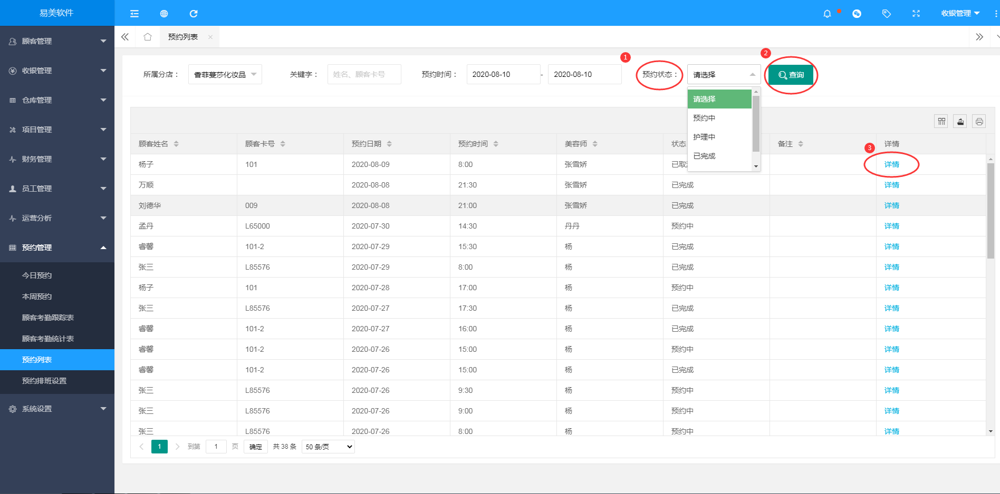 易美软件
收银管理
顾客管理
收银管理
仓库管理
项目管理
财务管理
员工管理
运营分析
预约管理
今日预约
本周预约
顾客考勤跟踪表
顾客考勤统计表
预约列表
预约排班设置
系统设置
预约列表
1
2
所属分店： 香菲蔓莎化妆品 关键字： 姓名、顾客卡号 预约时间： 2020-08-10 - 2020-08-10 预约状态： 请选择 查询
请选择
预约中
护理中
已完成
3
顾客姓名 顾客卡号 预约日期 预约时间 美容师 状态 备注 详情
杨子 101 2020-08-09 8:00 张雪娇 已取 详情
万顺 2020-08-08 21:30 张雪娇 已完成 详情
刘德华 009 2020-08-08 21:00 张雪娇 已完成 详情
孟丹 L65000 2020-07-30 14:30 丹丹 预约中 详情
睿馨 101-2 2020-07-29 15:30 杨 已完成 详情
张三 L85576 2020-07-29 8:00 杨 已完成 详情
杨子 101 2020-07-28 17:00 杨 预约中 详情
张三 L85576 2020-07-27 17:30 杨 已完成 详情
睿馨 101-2 2020-07-27 16:00 杨 已完成 详情
睿馨 101-2 2020-07-26 15:00 杨 预约中 详情
睿馨 101-2 2020-07-26 15:00 杨 已完成 详情
张三 L85576 2020-07-26 9:30 杨 预约中 详情
张三 L85576 2020-07-26 9:00 杨 预约中 详情
张三 L85576 2020-07-26 8:00 杨 预约中 详情
1 到第 1 页 确定 共 38 条 50 条/页